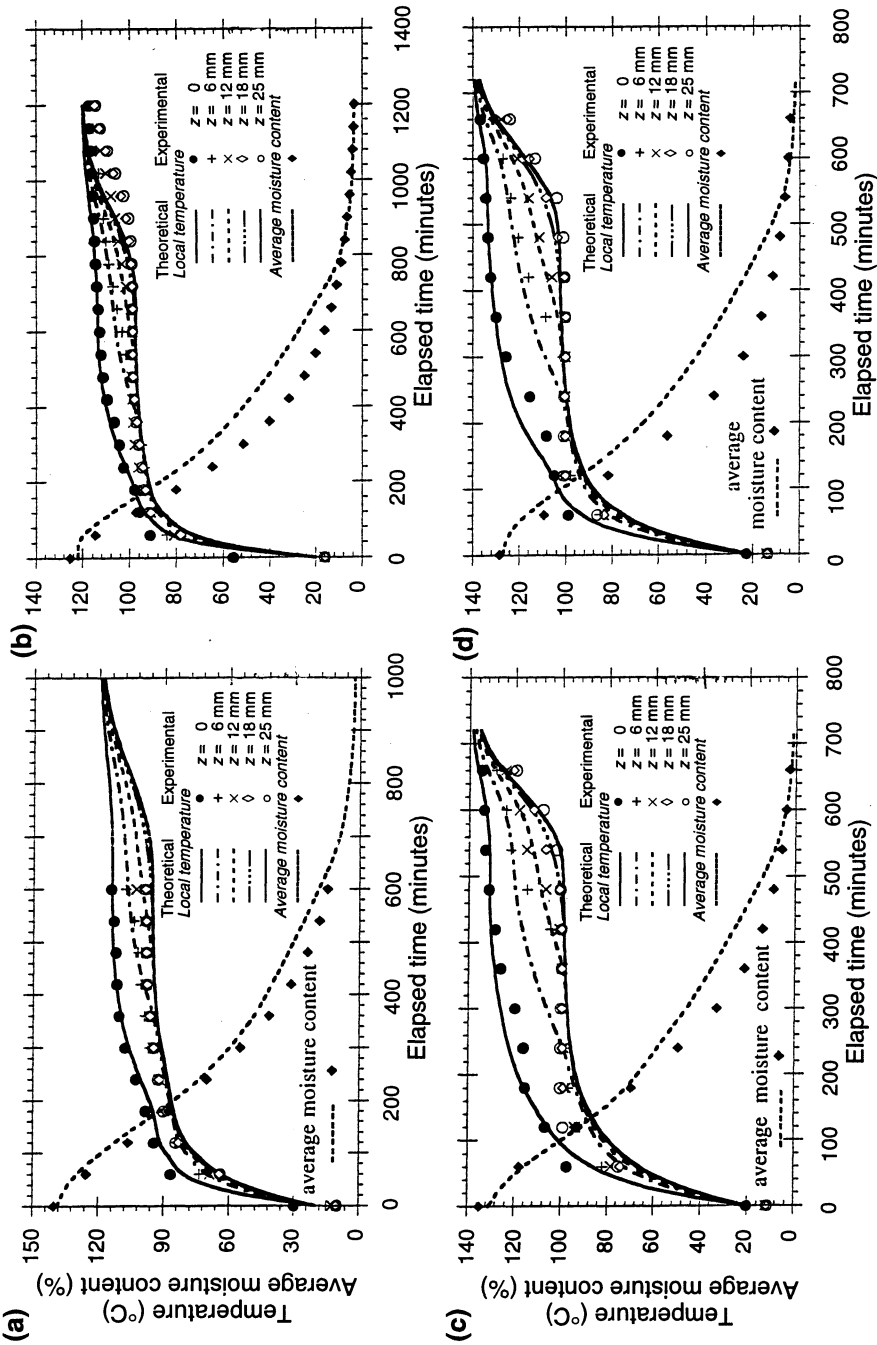 (a)
Temperature (°C)
Average moisture content (%)
150
120
90
60
30
0
Theoretical Experimental
Local temperature
z = 0
z = 6 mm
z = 12 mm
z = 18 mm
z = 25 mm
Average moisture content
average moisture content
0 200 400 600 800 1000
Elapsed time (minutes)
(b)
140
120
100
80
60
40
20
0
Theoretical Experimental
Local temperature
z = 0
z = 6 mm
z = 12 mm
z = 18 mm
z = 25 mm
Average moisture content
0 200 400 600 800 1000 1200 1400
Elapsed time (minutes)
(c)
Temperature (°C)
Average moisture content (%)
140
120
100
80
60
40
20
0
Theoretical Experimental
Local temperature
z = 0
z = 6 mm
z = 12 mm
z = 18 mm
z = 25 mm
Average moisture content
average moisture content
0 100 200 300 400 500 600 700 800
Elapsed time (minutes)
(d)
140
120
100
80
60
40
20
0
Theoretical Experimental
Local temperature
z = 0
z = 6 mm
z = 12 mm
z = 18 mm
z = 25 mm
Average moisture content
average
moisture content
0 100 200 300 400 500 600 700 800
Elapsed time (minutes)